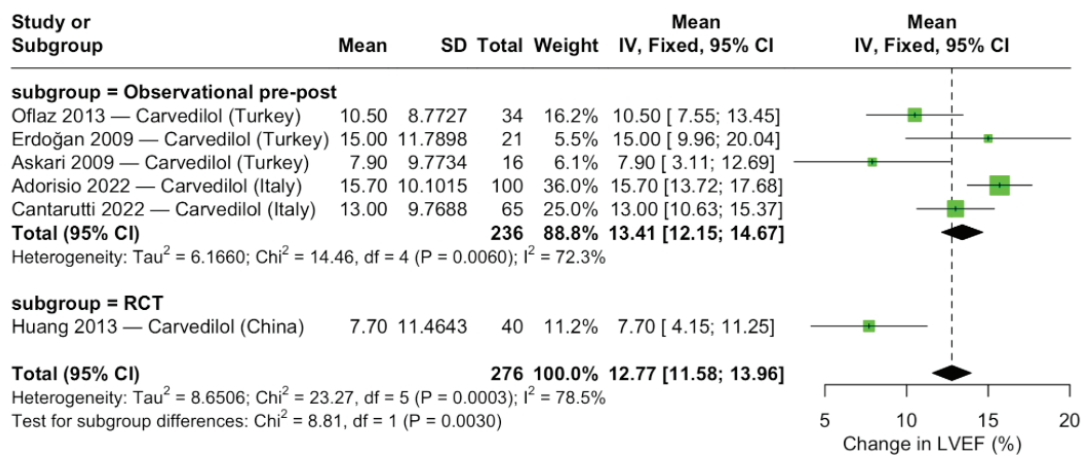 Study or Subgroup Mean SD Total Weight Mean IV, Fixed, 95% CI Mean IV, Fixed, 95% CI
subgroup = Observational pre-post
Oflaz 2013 — Carvedilol (Turkey) 10.50 8.7727 34 16.2% 10.50 [ 7.55; 13.45]
Erdoğan 2009 — Carvedilol (Turkey) 15.00 11.7898 21 5.5% 15.00 [ 9.96; 20.04]
Askari 2009 — Carvedilol (Turkey) 7.90 9.7734 16 6.1% 7.90 [ 3.11; 12.69]
Adorisio 2022 — Carvedilol (Italy) 15.70 10.1015 100 36.0% 15.70 [13.72; 17.68]
Cantarutti 2022 — Carvedilol (Italy) 13.00 9.7688 65 25.0% 13.00 [10.63; 15.37]
Total (95% CI) 236 88.8% 13.41 [12.15; 14.67]
Heterogeneity: Tau² = 6.1660; Chi² = 14.46, df = 4 (P = 0.0060); I² = 72.3%
subgroup = RCT
Huang 2013 — Carvedilol (China) 7.70 11.4643 40 11.2% 7.70 [ 4.15; 11.25]
Total (95% CI) 276 100.0% 12.77 [11.58; 13.96]
Heterogeneity: Tau² = 8.6506; Chi² = 23.27, df = 5 (P = 0.0003); I² = 78.5%
Test for subgroup differences: Chi² = 8.81, df = 1 (P = 0.0030)
5 10 15 20
Change in LVEF (%)